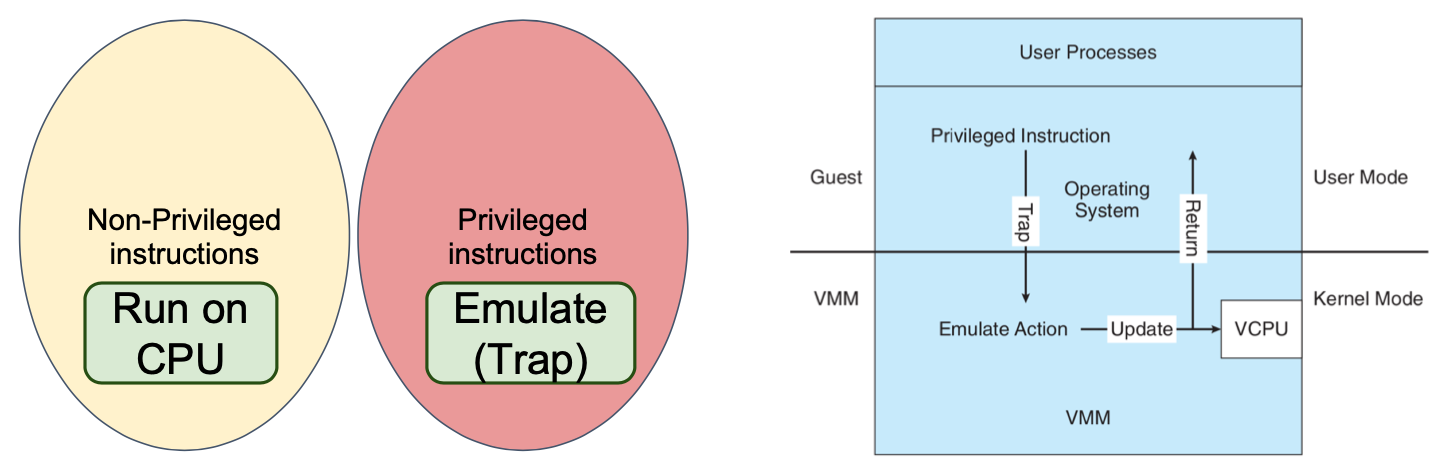 Non-Privileged
instructions
Run on
CPU
Privileged
instructions
Emulate
(Trap)
User Processes
Privileged Instruction
Guest
Operating
System
User Mode
Trap
Return
VMM
Kernel Mode
Emulate Action
Update
VCPU
VMM